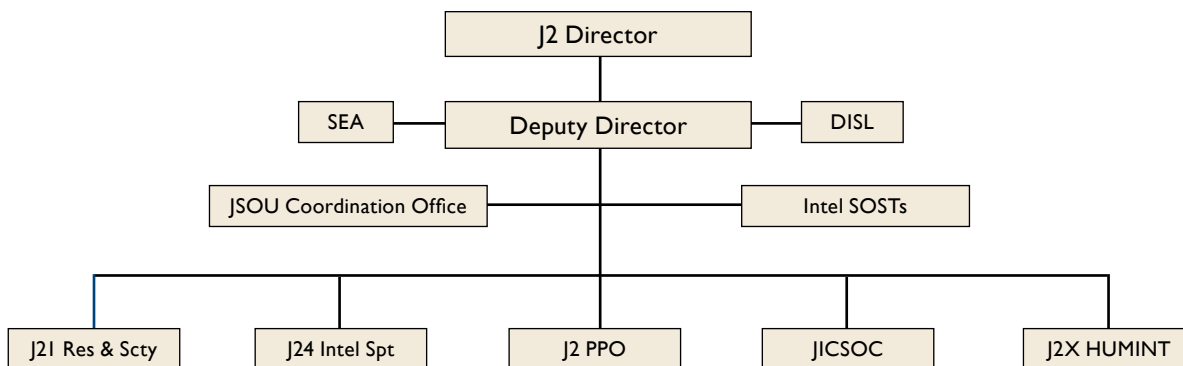 J2 Director
SEA
Deputy Director
DISL
JSOU Coordination Office
Intel SOSTs
J21 Res & Scty
J24 Intel Spt
J2 PPO
JICSOC
J2X HUMINT